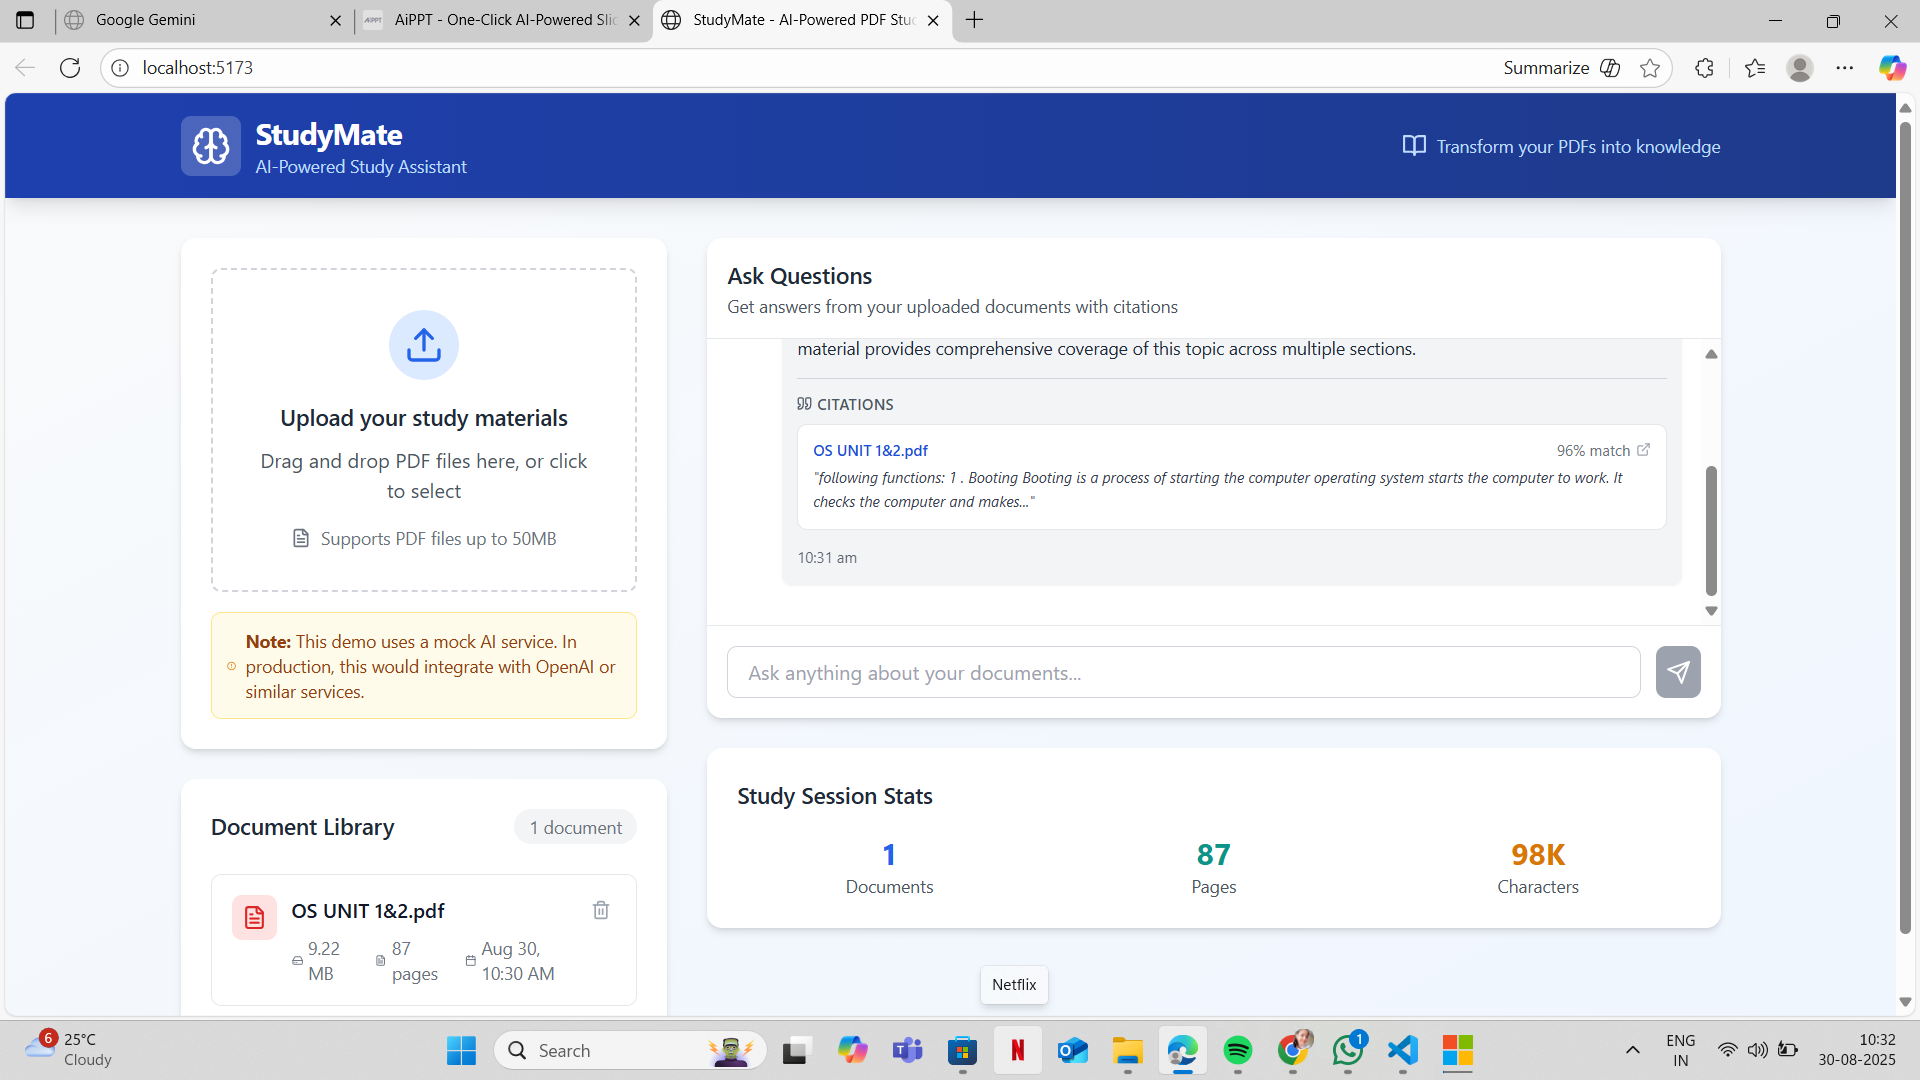 Google Gemini
AiPPT
AiPPT - One-Click AI-Powered Slic
StudyMate - AI-Powered PDF Stuc
localhost:5173
Summarize
StudyMate
AI-Powered Study Assistant
Transform your PDFs into knowledge
Upload your study materials
Drag and drop PDF files here, or click
to select
Supports PDF files up to 50MB
Note: This demo uses a mock AI service. In
production, this would integrate with OpenAI or
similar services.
Document Library
1 document
OS UNIT 1&2.pdf
9.22
MB
87
pages
Aug 30,
10:30 AM
Ask Questions
Get answers from your uploaded documents with citations
material provides comprehensive coverage of this topic across multiple sections.
CITATIONS
OS UNIT 1&2.pdf
96% match
"following functions: 1 . Booting Booting is a process of starting the computer operating system starts the computer to work. It
checks the computer and makes..."
10:31 am
Ask anything about your documents...
Study Session Stats
1
Documents
87
Pages
98K
Characters
Netflix
6
25°C
Cloudy
Search
N
1
ENG
IN
10:32
30-08-2025